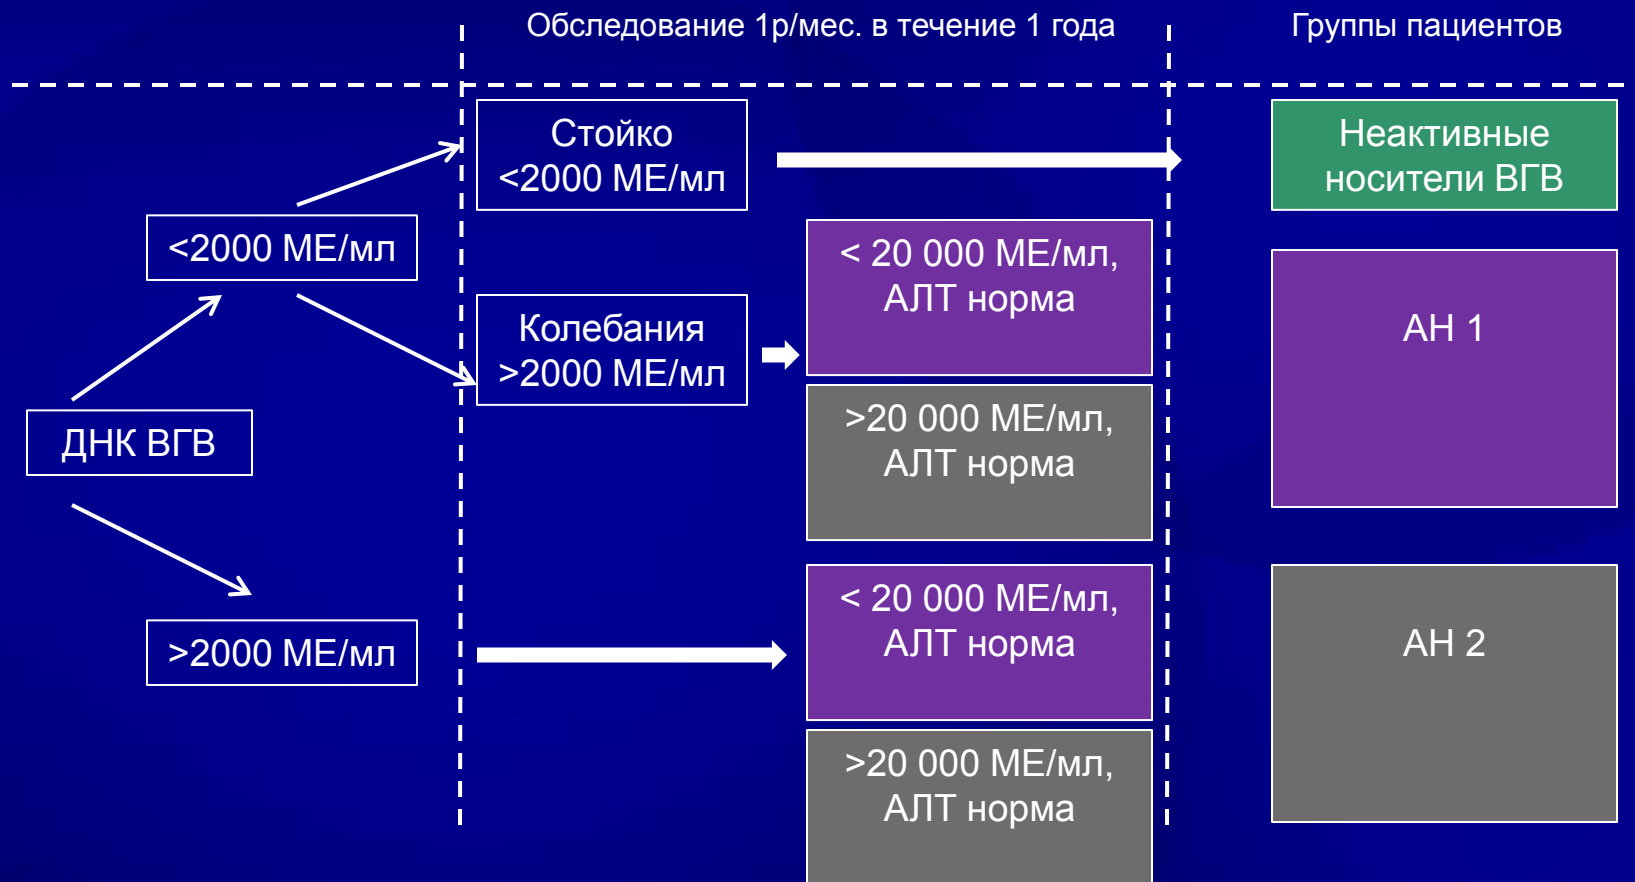 Обследование 1р/мес. в течение 1 года
Группы пациентов
Стойко
<2000 МЕ/мл
Неактивные
носители ВГВ
<2000 МЕ/мл
< 20 000 МЕ/мл,
АЛТ норма
Колебания
>2000 МЕ/мл
АН 1
>20 000 МЕ/мл,
АЛТ норма
ДНК ВГВ
>2000 МЕ/мл
< 20 000 МЕ/мл,
АЛТ норма
АН 2
>20 000 МЕ/мл,
АЛТ норма